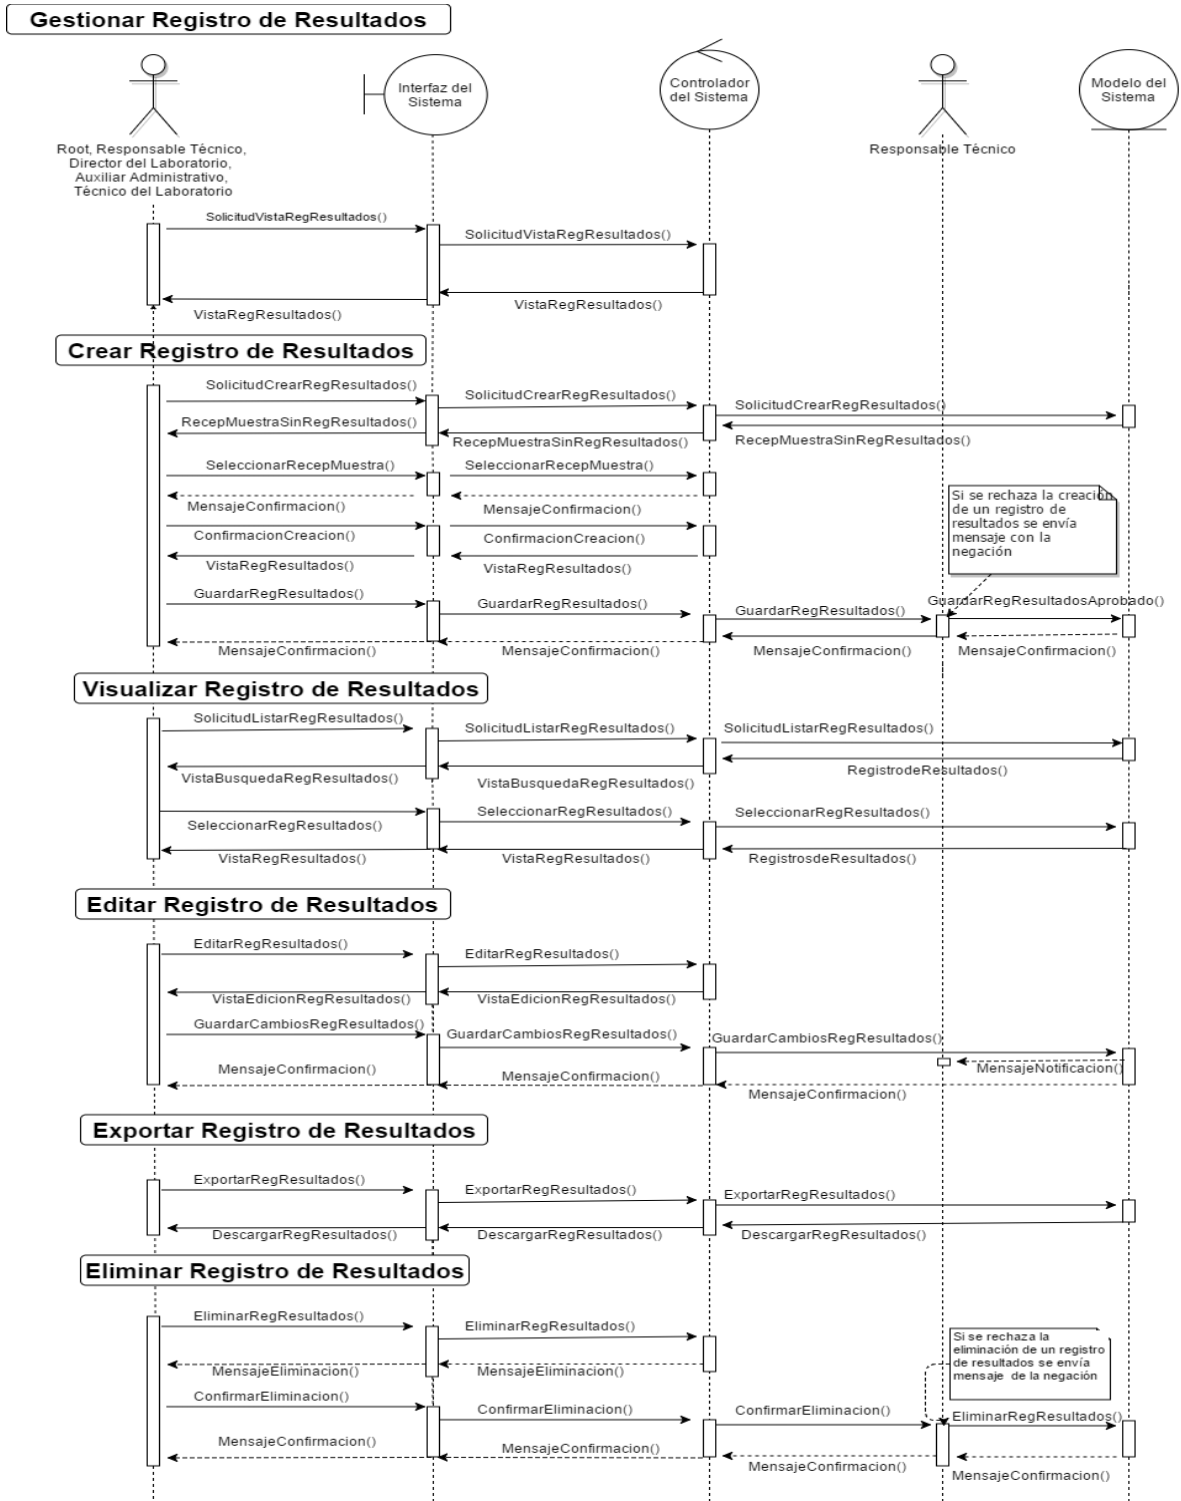 Gestionar Registro de Resultados
Interfaz del
Sistema
Controlador
del Sistema
Modelo del
Sistema
Root, Responsable Técnico,
Director del Laboratorio,
Auxiliar Administrativo,
Técnico del Laboratorio
Responsable Técnico
SolicitudVistaRegResultados()
SolicitudVistaRegResultados()
VistaRegResultados()
VistaRegResultados()
Crear Registro de Resultados
SolicitudCrearRegResultados()
SolicitudCrearRegResultados()
SolicitudCrearRegResultados()
RecepMuestraSinRegResultados()
RecepMuestraSinRegResultados()
RecepMuestraSinRegResultados()
SeleccionarRecepMuestra()
SeleccionarRecepMuestra()
MensajeConfirmacion()
MensajeConfirmacion()
Si se rechaza la creación
de un registro de
resultados se envía
mensaje con la
negación
ConfirmacionCreacion()
ConfirmacionCreacion()
VistaRegResultados()
VistaRegResultados()
GuardarRegResultados()
GuardarRegResultados()
GuardarRegResultados()
GuardarRegResultadosAprobado()
MensajeConfirmacion()
MensajeConfirmacion()
MensajeConfirmacion()
MensajeConfirmacion()
Visualizar Registro de Resultados
SolicitudListarRegResultados()
SolicitudListarRegResultados()
SolicitudListarRegResultados()
VistaBusquedaRegResultados()
VistaBusquedaRegResultados()
RegistrodeResultados()
SeleccionarRegResultados()
SeleccionarRegResultados()
SeleccionarRegResultados()
VistaRegResultados()
VistaRegResultados()
RegistrosdeResultados()
Editar Registro de Resultados
EditarRegResultados()
EditarRegResultados()
VistaEdicionRegResultados()
VistaEdicionRegResultados()
GuardarCambiosRegResultados()
GuardarCambiosRegResultados()
GuardarCambiosRegResultados()
MensajeNotificacion()
MensajeConfirmacion()
MensajeConfirmacion()
MensajeConfirmacion()
Exportar Registro de Resultados
ExportarRegResultados()
ExportarRegResultados()
ExportarRegResultados()
DescargarRegResultados()
DescargarRegResultados()
DescargarRegResultados()
Eliminar Registro de Resultados
EliminarRegResultados()
EliminarRegResultados()
Si se rechaza la
eliminación de un registro
de resultados se envía
mensaje de la negación
MensajeEliminacion()
MensajeEliminacion()
ConfirmarEliminacion()
ConfirmarEliminacion()
ConfirmarEliminacion()
EliminarRegResultados()
MensajeConfirmacion()
MensajeConfirmacion()
MensajeConfirmacion()
MensajeConfirmacion()